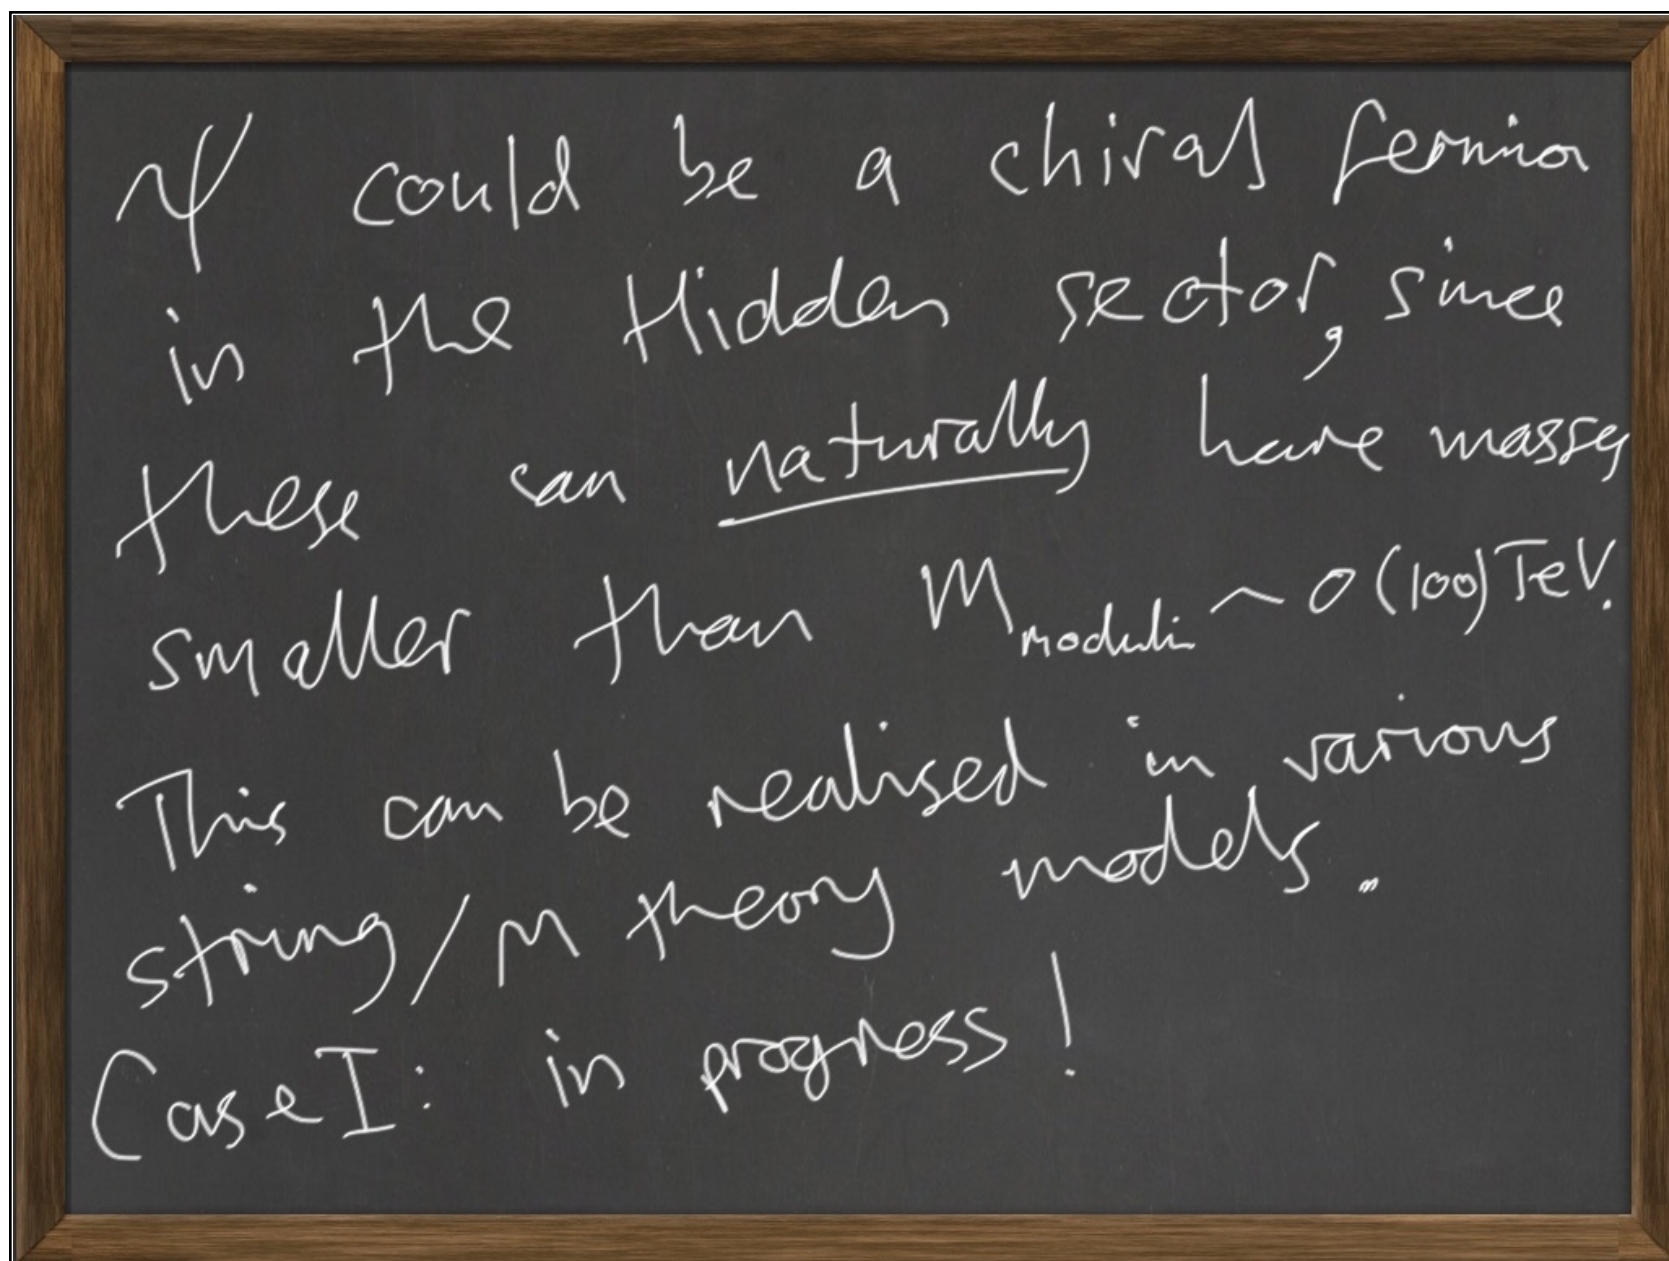 ψ could be a chiral fermion
in the Hidden sector, since
these can naturally have masses
smaller than M_moduli ~ O(100) TeV.
This can be realised in various
string/M theory models.
Case I: in progress!